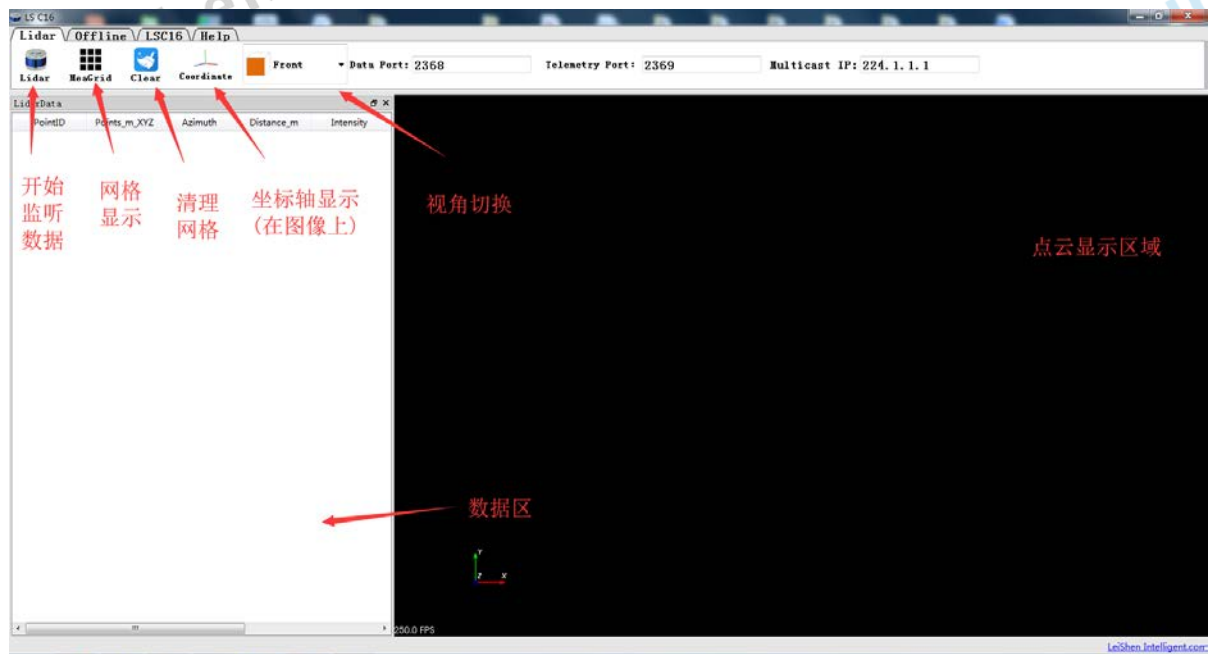 LS C16
Lidar Offline LSC16 Help
Lidar MeaGrid Clear Coordinate Front Data Port: 2368 Telemetry Port: 2369 Multicast IP: 224.1.1.1
LidarData
PointID Points_m_XYZ Azimuth Distance_m Intensity
开始
监听
数据
网格
显示
清理
网格
坐标轴显示
(在图像上)
视角切换
点云显示区域
数据区
Y
Z X
250.0 FPS
LeiShen Intelligent.com